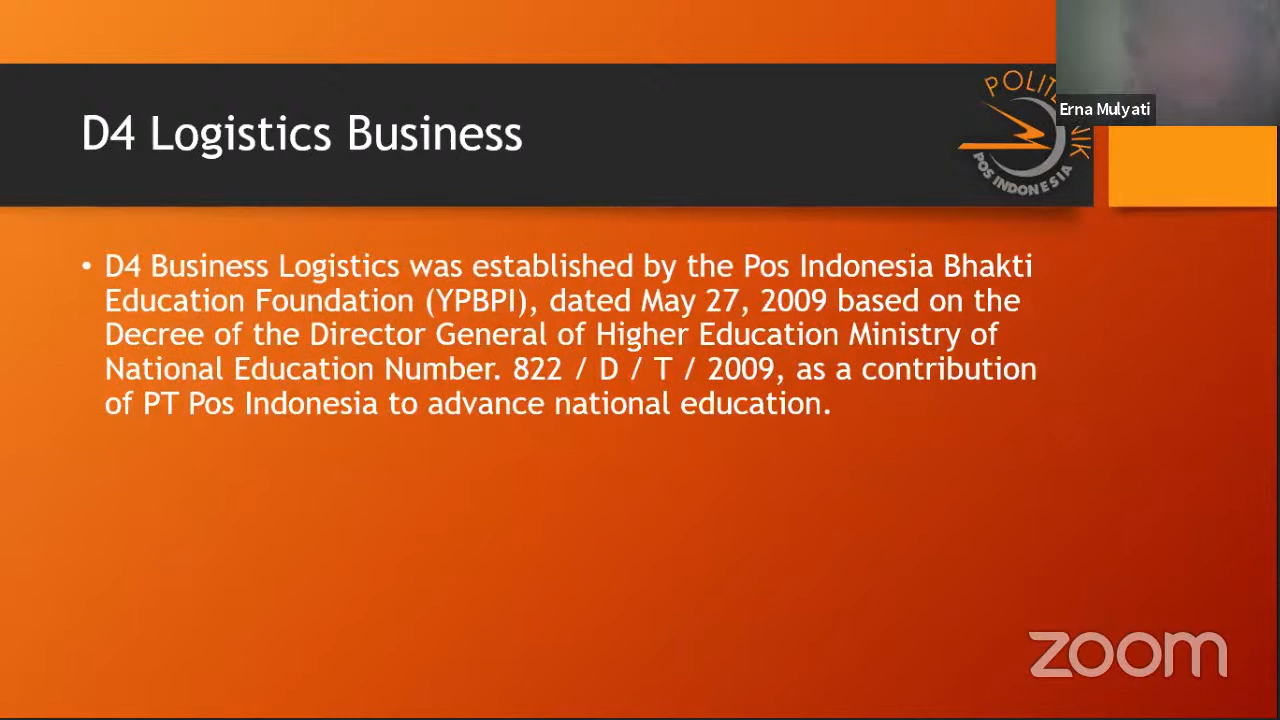 D4 Logistics Business
POLITE
NIK
POS INDONESIA
Erna Mulyati
• D4 Business Logistics was established by the Pos Indonesia Bhakti
Education Foundation (YPBPI), dated May 27, 2009 based on the
Decree of the Director General of Higher Education Ministry of
National Education Number. 822 / D / T / 2009, as a contribution
of PT Pos Indonesia to advance national education.
zoom